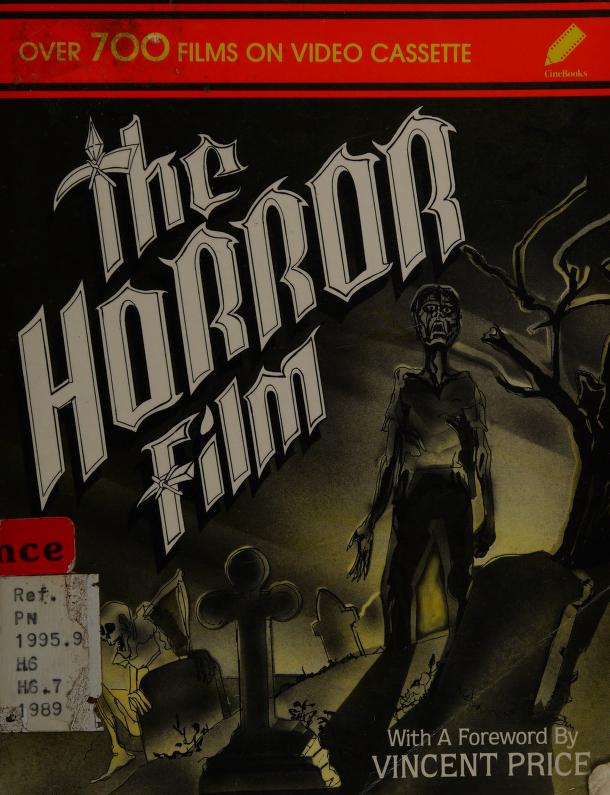 OVER 700 FILMS ON VIDEO CASSETTE
CineBooks
The
HORROR
Film
nce
Ref.
PN
1995.9
H6
H6.7
1989
With A Foreword By
VINCENT PRICE